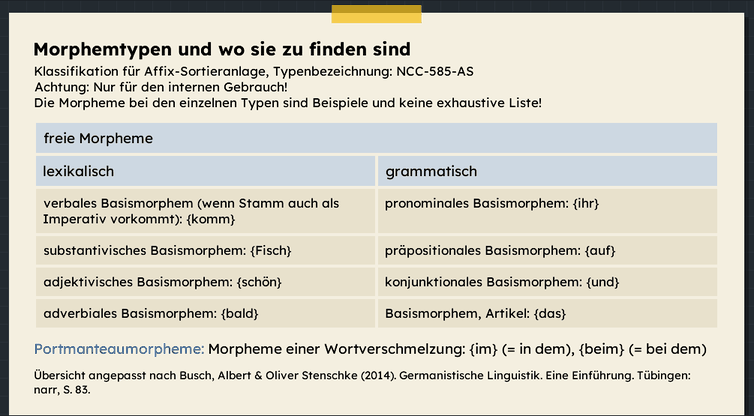 Morphemtypen und wo sie zu finden sind
Klassifikation für Affix-Sortieranlage, Typenbezeichnung: NCC-585-AS
Achtung: Nur für den internen Gebrauch!
Die Morpheme bei den einzelnen Typen sind Beispiele und keine exhaustive Liste!
freie Morpheme
lexikalisch
grammatisch
verbales Basismorphem (wenn Stamm auch als
Imperativ vorkommt): {komm}
pronominales Basismorphem: {ihr}
substantivisches Basismorphem: {Fisch}
präpositionales Basismorphem: {auf}
adjektivisches Basismorphem: {schön}
konjunktionales Basismorphem: {und}
adverbiales Basismorphem: {bald}
Basismorphem, Artikel: {das}
Portmanteaumorpheme: Morpheme einer Wortverschmelzung: {im} (= in dem), {beim} (= bei dem)
Übersicht angepasst nach Busch, Albert & Oliver Stenschke (2014). Germanistische Linguistik. Eine Einführung. Tübingen:
narr, S. 83.